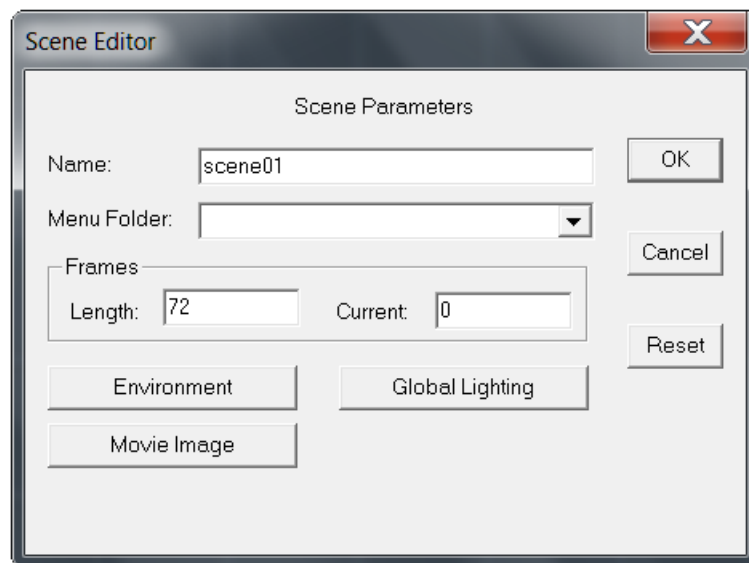 Scene Editor
Scene Parameters
Name: scene01
OK
Menu Folder:
Cancel
Frames
Length: 72 Current: 0
Reset
Environment Global Lighting
Movie Image